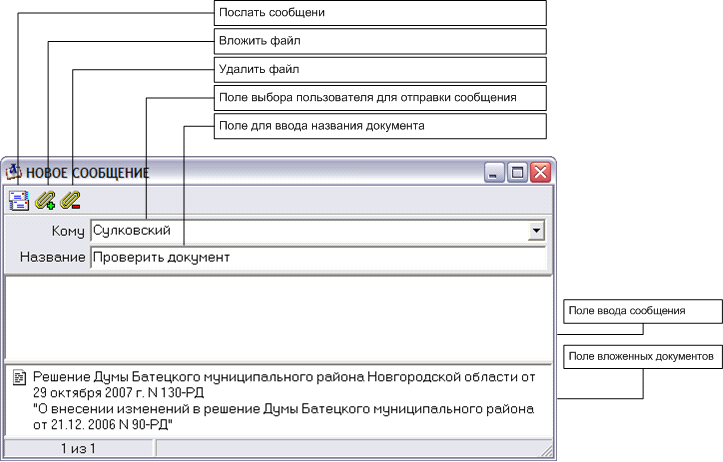 Послать сообщени
Вложить файл
Удалить файл
Поле выбора пользователя для отправки сообщения
Поле для ввода названия документа
НОВОЕ СООБЩЕНИЕ
Кому Сулковский
Название Проверить документ
Поле ввода сообщения
Поле вложенных документов
Решение Думы Батецкого муниципального района Новгородской области от
29 октября 2007 г. N 130-РД
"О внесении изменений в решение Думы Батецкого муниципального района
от 21.12. 2006 N 90-РД"
1 из 1